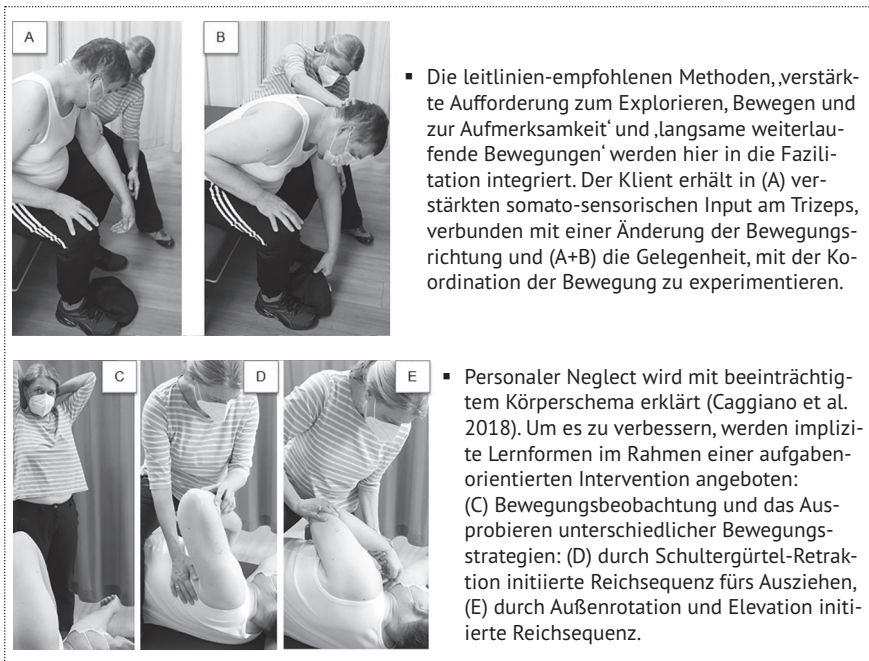 A
B
▪ Die leitlinien-empfohlenen Methoden, ‚verstärk-
te Aufforderung zum Explorieren, Bewegen und
zur Aufmerksamkeit‘ und ‚langsame weiterlau-
fende Bewegungen‘ werden hier in die Fazili-
tation integriert. Der Klient erhält in (A) ver-
stärkten somato-sensorischen Input am Trizeps,
verbunden mit einer Änderung der Bewegungs-
richtung und (A+B) die Gelegenheit, mit der Ko-
ordination der Bewegung zu experimentieren.
C
D
E
▪ Personaler Neglect wird mit beeinträchtig-
tem Körperschema erklärt (Caggiano et al.
2018). Um es zu verbessern, werden implizi-
te Lernformen im Rahmen einer aufgaben-
orientierten Intervention angeboten:
(C) Bewegungsbeobachtung und das Aus-
probieren unterschiedlicher Bewegungs-
strategien: (D) durch Schultergürtel-Retrak-
tion initiierte Reichsequenz fürs Ausziehen,
(E) durch Außenrotation und Elevation initi-
ierte Reichsequenz.